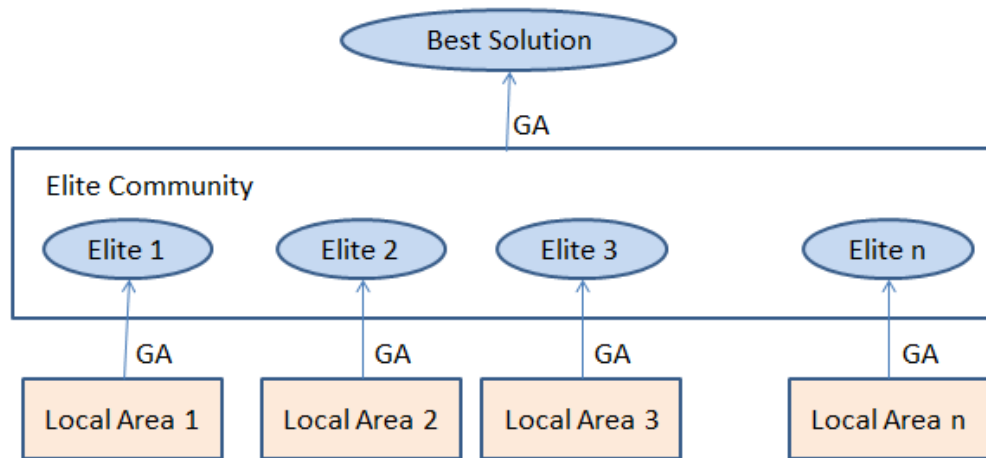 Best Solution
GA
Elite Community
Elite 1
Elite 2
Elite 3
Elite n
GA
GA
GA
GA
Local Area 1
Local Area 2
Local Area 3
Local Area n